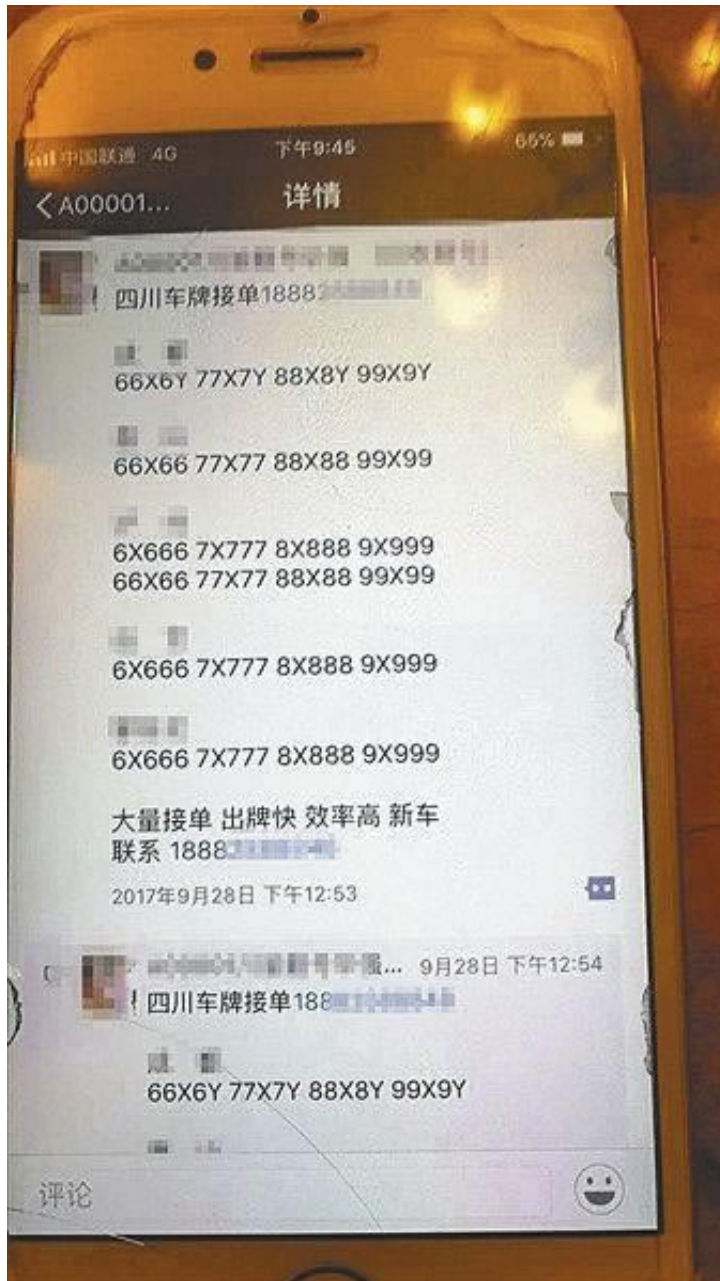 中国联通 4G 下午9:45 66%
A00001... 详情
四川车牌接单1888
66X6Y 77X7Y 88X8Y 99X9Y
66X66 77X77 88X88 99X99
6X666 7X777 8X888 9X999
66X66 77X77 88X88 99X99
6X666 7X777 8X888 9X999
6X666 7X777 8X888 9X999
大量接单 出牌快 效率高 新车
联系 1888
2017年9月28日 下午12:53
9月28日 下午12:54
四川车牌接单188
66X6Y 77X7Y 88X8Y 99X9Y
评论